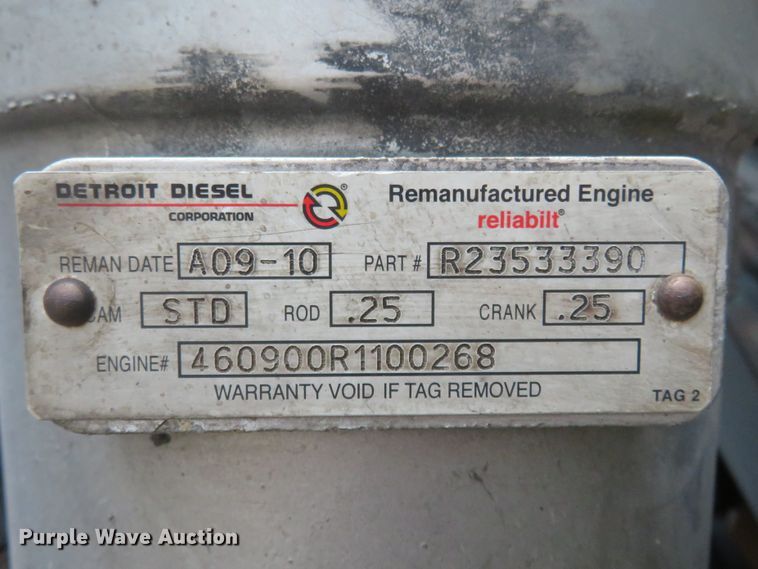 DETROIT DIESEL
CORPORATION
®
Remanufactured Engine
reliabilt®
REMAN DATE A09-10 PART # R23533390
CAM STD ROD .25 CRANK .25
ENGINE# 460900R1100268
WARRANTY VOID IF TAG REMOVED
TAG 2
Purple Wave Auction